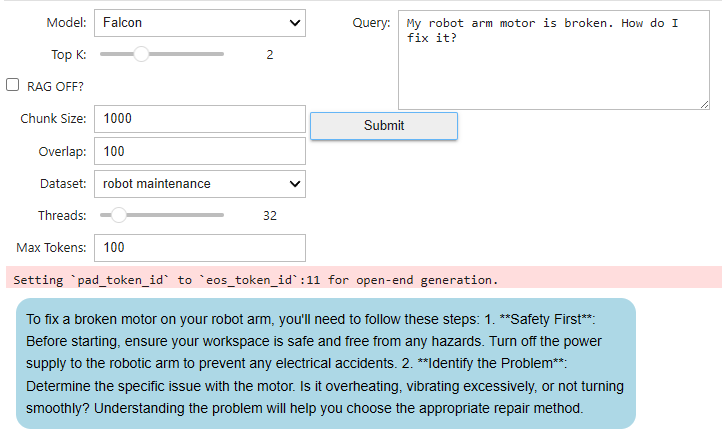 Model: Falcon
Top K: 2
RAG OFF?
Chunk Size: 1000
Overlap: 100
Dataset: robot maintenance
Threads: 32
Max Tokens: 100
Query: My robot arm motor is broken. How do I
fix it?
Submit
Setting `pad_token_id` to `eos_token_id`:11 for open-end generation.
To fix a broken motor on your robot arm, you'll need to follow these steps: 1. **Safety First**:
Before starting, ensure your workspace is safe and free from any hazards. Turn off the power
supply to the robotic arm to prevent any electrical accidents. 2. **Identify the Problem**:
Determine the specific issue with the motor. Is it overheating, vibrating excessively, or not turning
smoothly? Understanding the problem will help you choose the appropriate repair method.